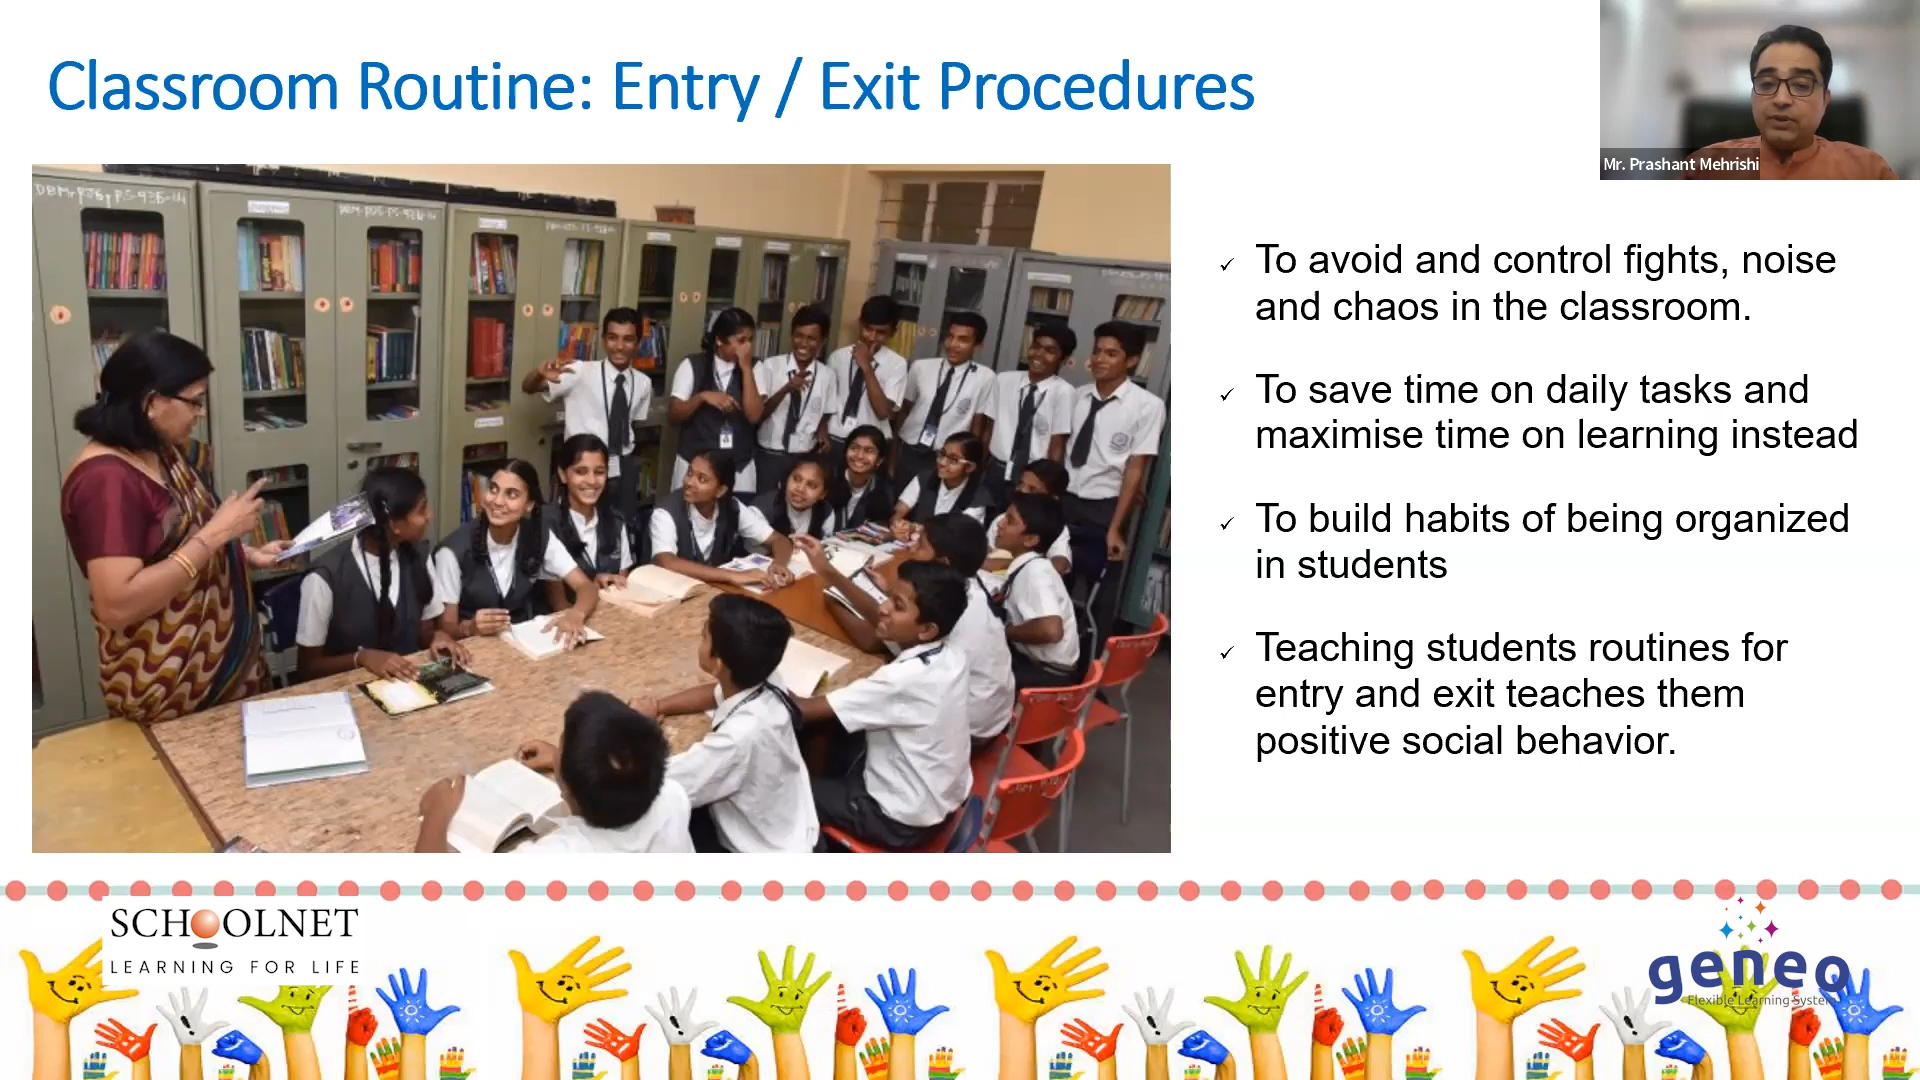 Classroom Routine: Entry / Exit Procedures
Mr. Prashant Mehrishi
To avoid and control fights, noise
and chaos in the classroom.
To save time on daily tasks and
maximise time on learning instead
To build habits of being organized
in students
Teaching students routines for
entry and exit teaches them
positive social behavior.
SCHOOLNET
LEARNING FOR LIFE
geneo
Flexible Learning System